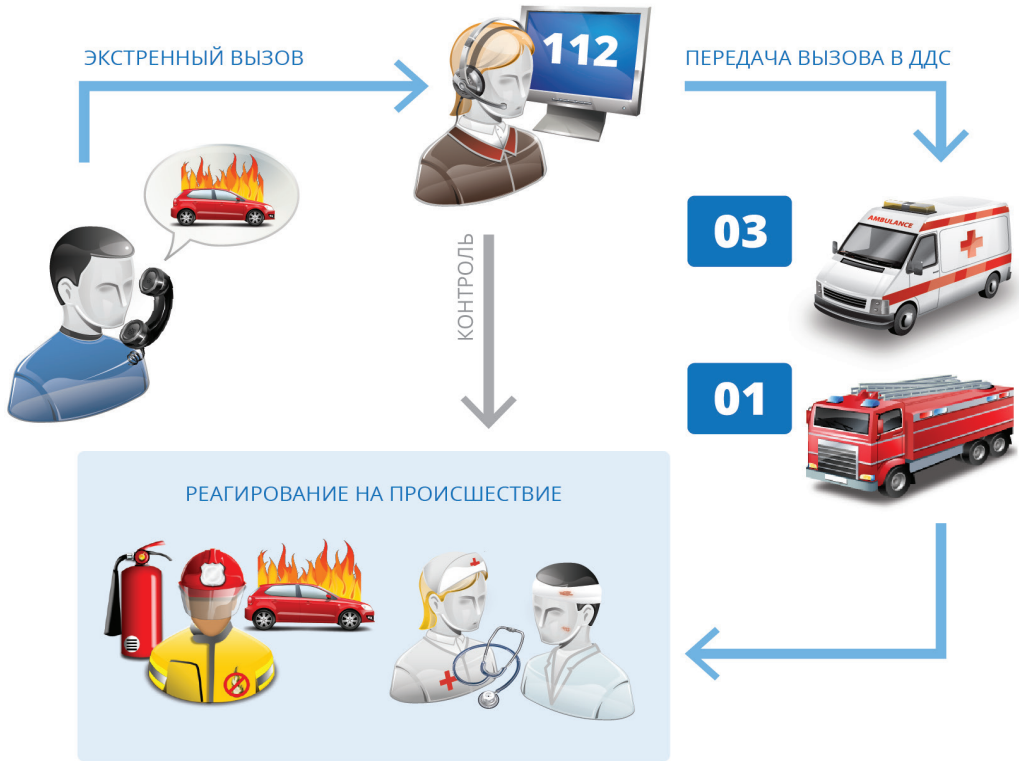 ЭКСТРЕННЫЙ ВЫЗОВ
112
ПЕРЕДАЧА ВЫЗОВА В ДДС
03
AMBULANCE
КОНТРОЛЬ
01
РЕАГИРОВАНИЕ НА ПРОИСШЕСТВИЕ